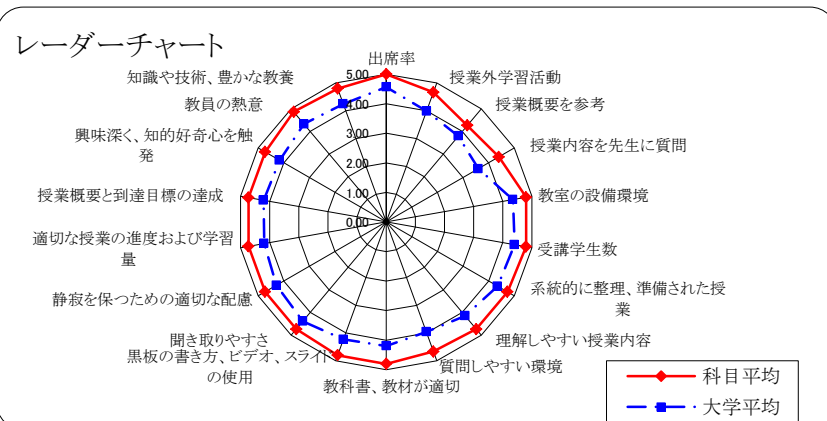 レーダーチャート
出席率
授業外学習活動
授業概要を参考
授業内容を先生に質問
教室の設備環境
受講学生数
系統的に整理、準備された授
業
理解しやすい授業内容
質問しやすい環境
教科書、教材が適切
黒板の書き方、ビデオ、スライド
の使用
聞き取りやすさ
静寂を保つための適切な配慮
適切な授業の進度および学習
量
授業概要と到達目標の達成
興味深く、知的好奇心を触
発
教員の熱意
知識や技術、豊かな教養
5.00
4.00
3.00
2.00
1.00
0.00
科目平均
大学平均